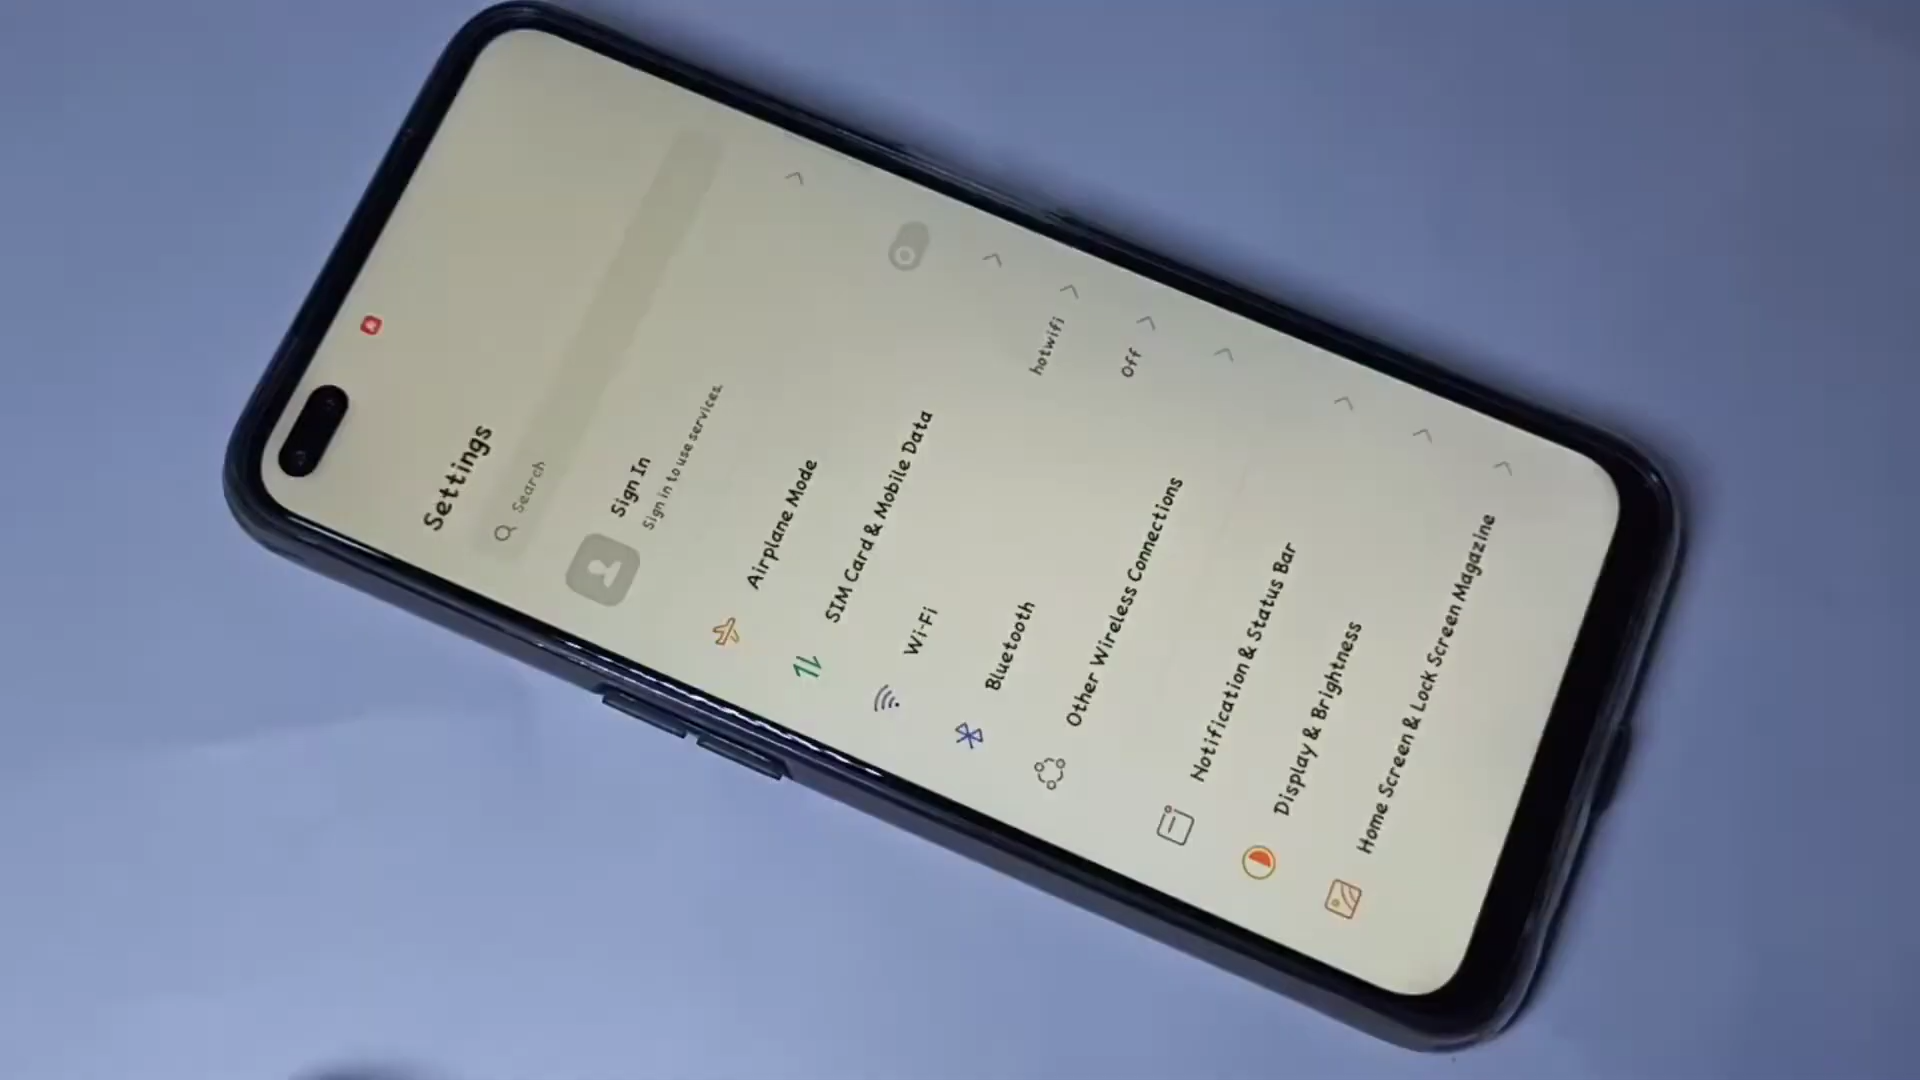 Settings
Search
Sign In
Sign in to use services.
Airplane Mode
SIM Card & Mobile Data
Wi-Fi
hotwifi
Bluetooth
Off
Other Wireless Connections
Notification & Status Bar
Display & Brightness
Home Screen & Lock Screen Magazine